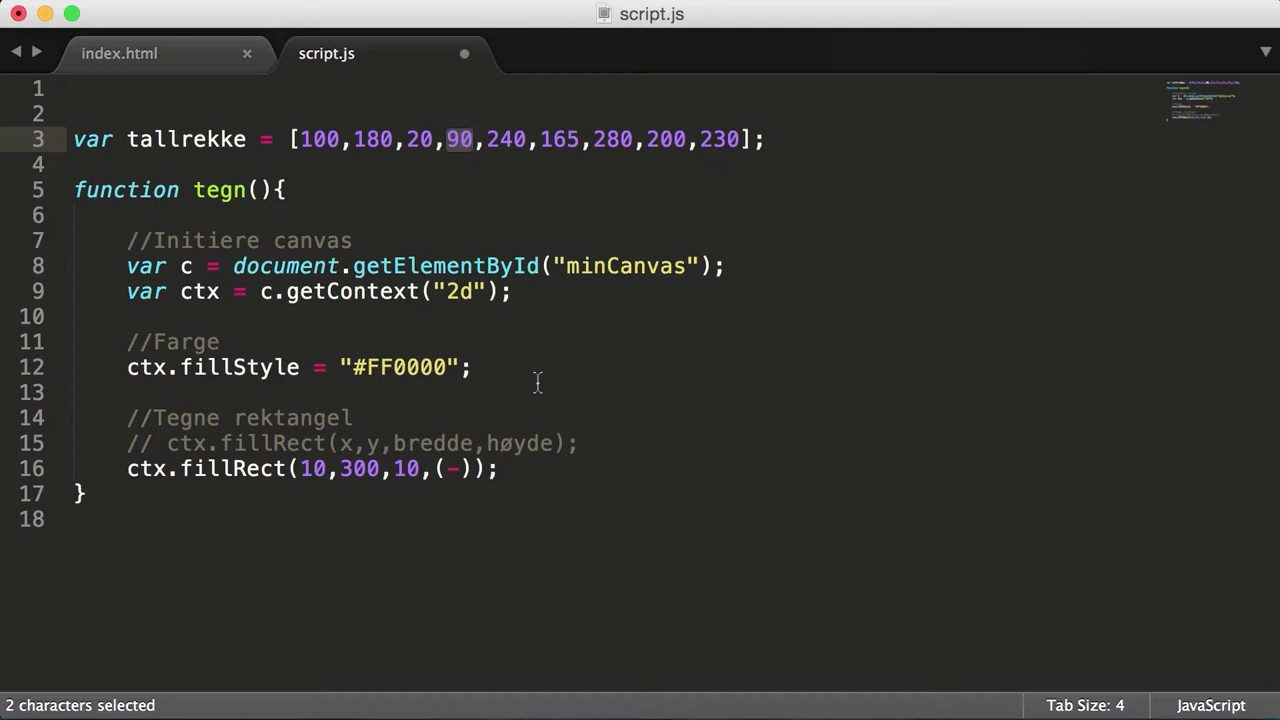 script.js
index.html ×
script.js
1
2
3 var tallrekke = [100,180,20,90,240,165,280,200,230];
4
5 function tegn(){
6
7 //Initiere canvas
8 var c = document.getElementById("minCanvas");
9 var ctx = c.getContext("2d");
10
11 //Farge
12 ctx.fillStyle = "#FF0000";
13
14 //Tegne rektangel
15 // ctx.fillRect(x,y,bredde,høyde);
16 ctx.fillRect(10,300,10,(-));
17 }
18
2 characters selected Tab Size: 4 JavaScript